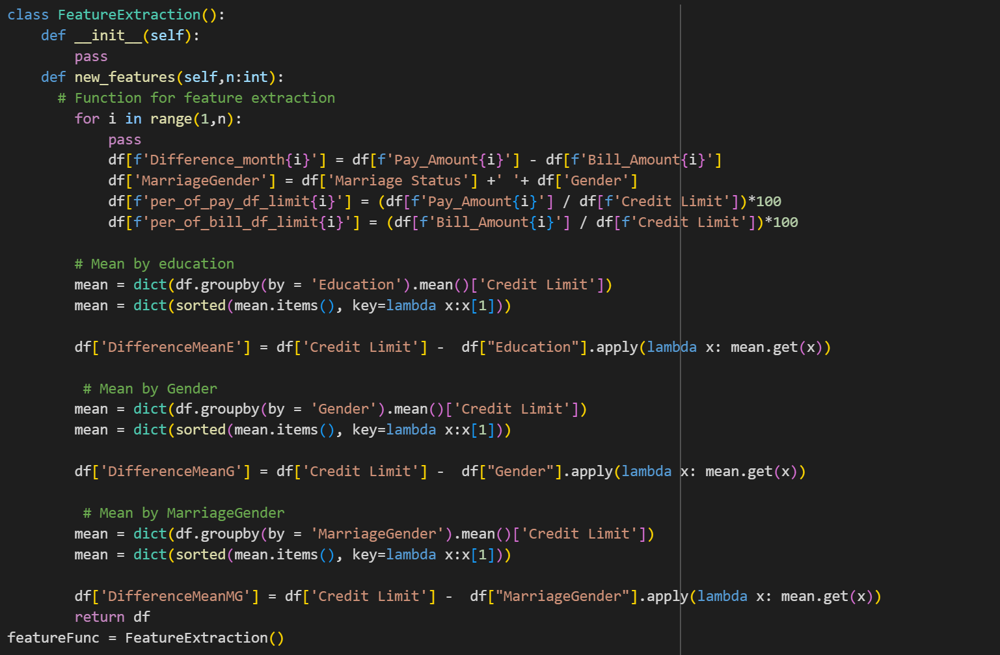 class FeatureExtraction():
    def __init__(self):
        pass
    def new_features(self,n:int):
      # Function for feature extraction
        for i in range(1,n):
            pass
            df[f'Difference_month{i}'] = df[f'Pay_Amount{i}'] - df[f'Bill_Amount{i}']
            df['MarriageGender'] = df['Marriage Status'] +' '+ df['Gender']
            df[f'per_of_pay_df_limit{i}'] = (df[f'Pay_Amount{i}'] / df[f'Credit Limit'])*100
            df[f'per_of_bill_df_limit{i}'] = (df[f'Bill_Amount{i}'] / df[f'Credit Limit'])*100

        # Mean by education
        mean = dict(df.groupby(by = 'Education').mean()['Credit Limit'])
        mean = dict(sorted(mean.items(), key=lambda x:x[1]))

        df['DifferenceMeanE'] = df['Credit Limit'] -  df["Education"].apply(lambda x: mean.get(x))

         # Mean by Gender
        mean = dict(df.groupby(by = 'Gender').mean()['Credit Limit'])
        mean = dict(sorted(mean.items(), key=lambda x:x[1]))

        df['DifferenceMeanG'] = df['Credit Limit'] -  df["Gender"].apply(lambda x: mean.get(x))

         # Mean by MarriageGender
        mean = dict(df.groupby(by = 'MarriageGender').mean()['Credit Limit'])
        mean = dict(sorted(mean.items(), key=lambda x:x[1]))

        df['DifferenceMeanMG'] = df['Credit Limit'] -  df["MarriageGender"].apply(lambda x: mean.get(x))
        return df
featureFunc = FeatureExtraction()